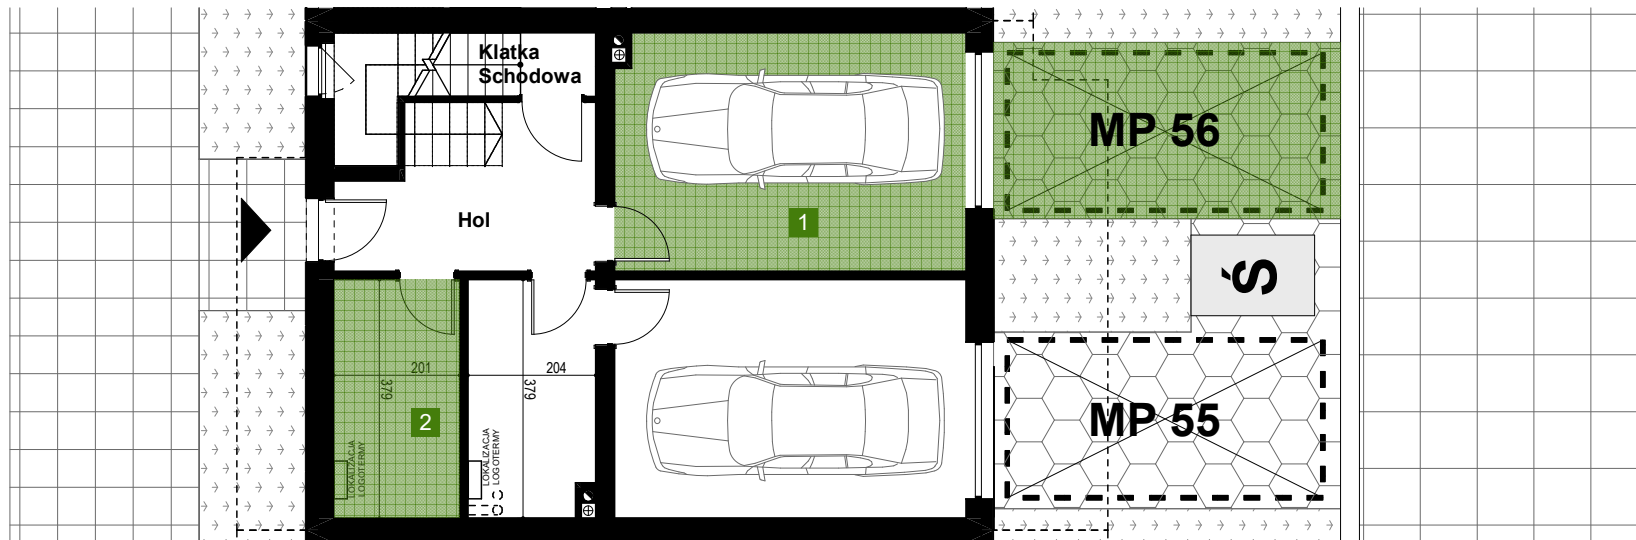 Klatka
Schodowa
MP 56
Hol
1
Ś
201
379
204
379
2
MP 55
LOKALIZACJA
LOGOTERMY
LOKALIZACJA
LOGOTERMY